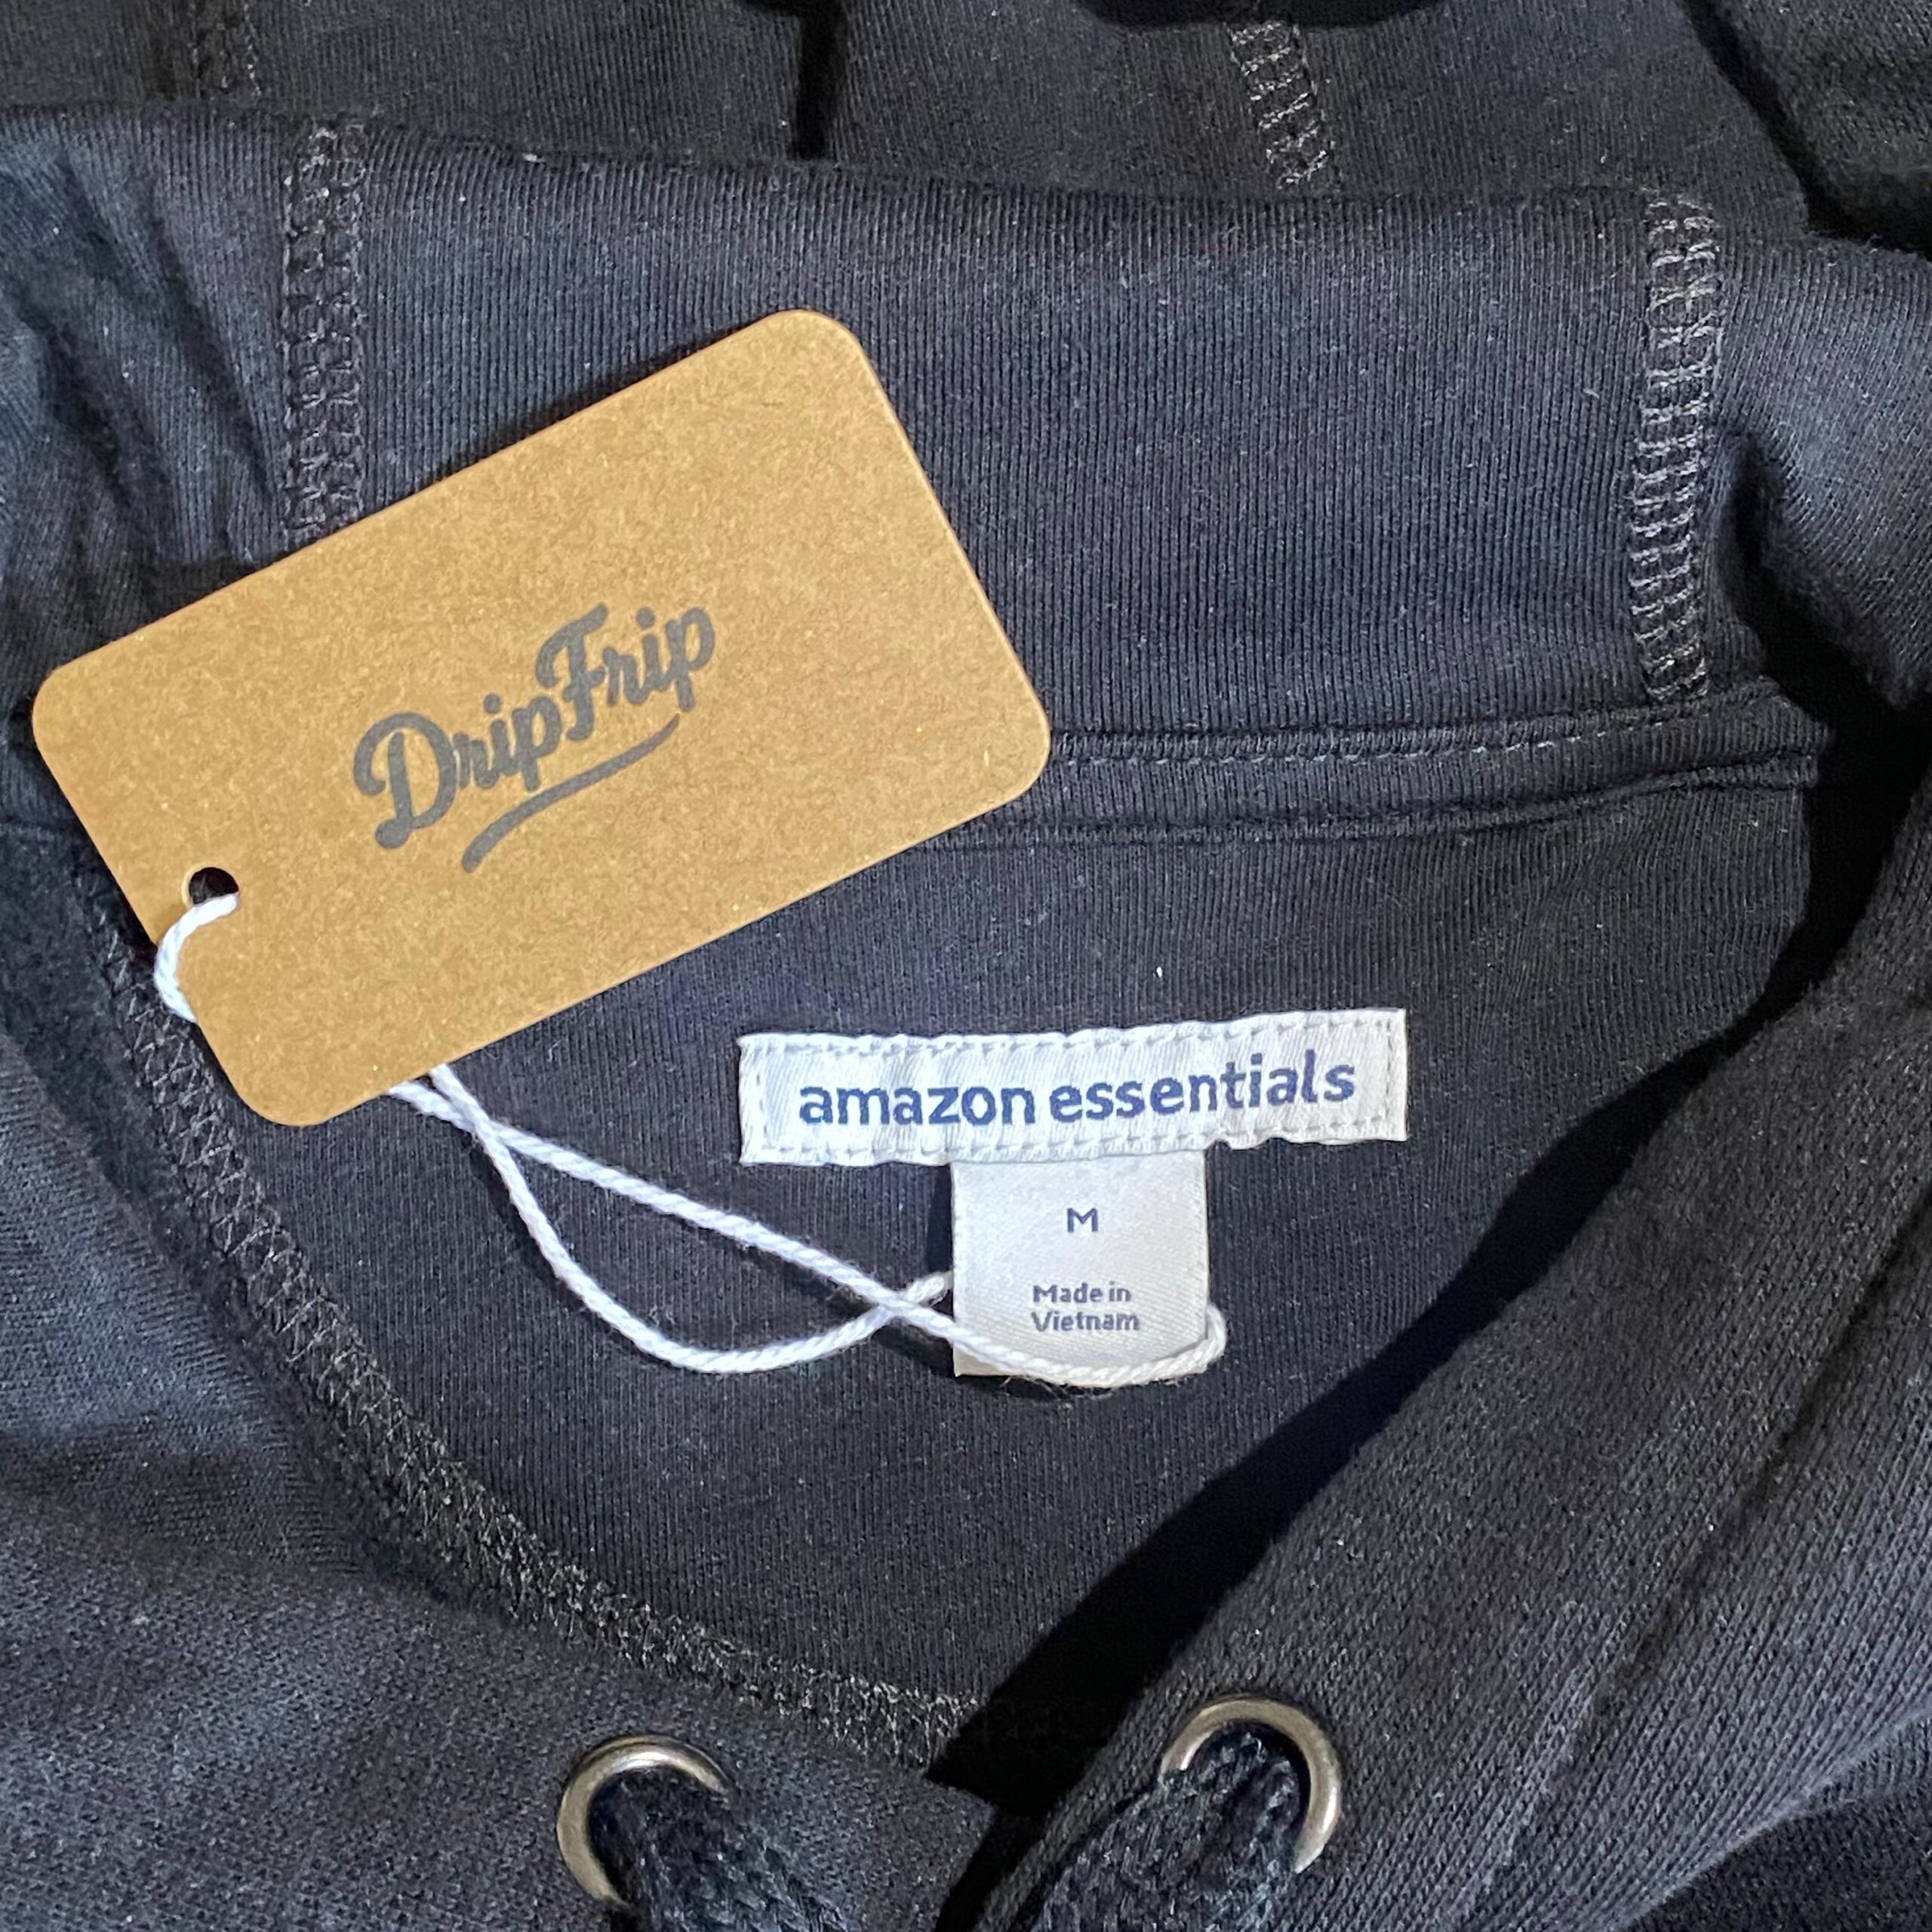 DripFrip
amazon essentials
M
Made in
Vietnam